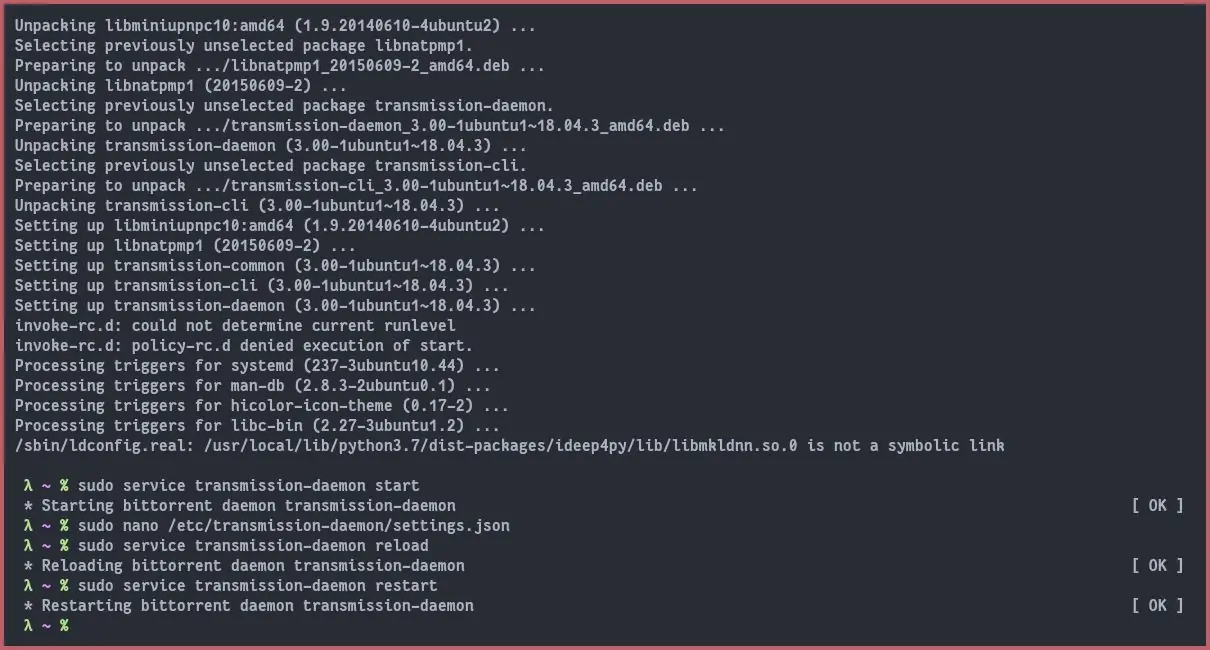 Unpacking libminiupnpc10:amd64 (1.9.20140610-4ubuntu2) ...
Selecting previously unselected package libnatpmp1.
Preparing to unpack .../libnatpmp1_20150609-2_amd64.deb ...
Unpacking libnatpmp1 (20150609-2) ...
Selecting previously unselected package transmission-daemon.
Preparing to unpack .../transmission-daemon_3.00-1ubuntu1~18.04.3_amd64.deb ...
Unpacking transmission-daemon (3.00-1ubuntu1~18.04.3) ...
Selecting previously unselected package transmission-cli.
Preparing to unpack .../transmission-cli_3.00-1ubuntu1~18.04.3_amd64.deb ...
Unpacking transmission-cli (3.00-1ubuntu1~18.04.3) ...
Setting up libminiupnpc10:amd64 (1.9.20140610-4ubuntu2) ...
Setting up libnatpmp1 (20150609-2) ...
Setting up transmission-common (3.00-1ubuntu1~18.04.3) ...
Setting up transmission-cli (3.00-1ubuntu1~18.04.3) ...
Setting up transmission-daemon (3.00-1ubuntu1~18.04.3) ...
invoke-rc.d: could not determine current runlevel
invoke-rc.d: policy-rc.d denied execution of start.
Processing triggers for systemd (237-3ubuntu10.44) ...
Processing triggers for man-db (2.8.3-2ubuntu0.1) ...
Processing triggers for hicolor-icon-theme (0.17-2) ...
Processing triggers for libc-bin (2.27-3ubuntu1.2) ...
/sbin/ldconfig.real: /usr/local/lib/python3.7/dist-packages/ideep4py/lib/libmkldnn.so.0 is not a symbolic link
λ ~ % sudo service transmission-daemon start
* Starting bittorrent daemon transmission-daemon [ OK ]
λ ~ % sudo nano /etc/transmission-daemon/settings.json
λ ~ % sudo service transmission-daemon reload
* Reloading bittorrent daemon transmission-daemon [ OK ]
λ ~ % sudo service transmission-daemon restart
* Restarting bittorrent daemon transmission-daemon [ OK ]
λ ~ %